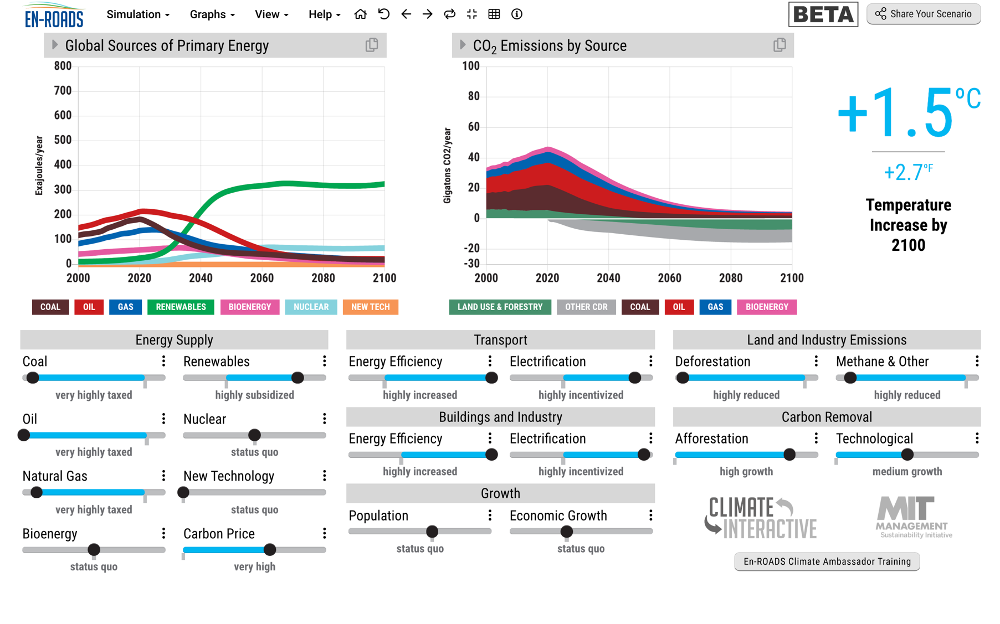 EN-ROADS
Simulation
Graphs
View
Help
BETA
Share Your Scenario
Global Sources of Primary Energy
Exajoules/year
800
700
600
500
400
300
200
100
0
2000 2020 2040 2060 2080 2100
COAL OIL GAS RENEWABLES BIOENERGY NUCLEAR NEW TECH
CO2 Emissions by Source
Gigatons CO2/year
100
80
60
40
20
0
-20
-30
2000 2020 2040 2060 2080 2100
LAND USE & FORESTRY OTHER CDR COAL OIL GAS BIOENERGY
+1.5 ºC
+2.7 ºF
Temperature
Increase by
2100
Energy Supply
Coal
very highly taxed
Renewables
highly subsidized
Oil
very highly taxed
Nuclear
status quo
Natural Gas
very highly taxed
New Technology
status quo
Bioenergy
status quo
Carbon Price
very high
Transport
Energy Efficiency
highly increased
Electrification
highly incentivized
Buildings and Industry
Energy Efficiency
highly increased
Electrification
highly incentivized
Growth
Population
status quo
Economic Growth
status quo
Land and Industry Emissions
Deforestation
highly reduced
Methane & Other
highly reduced
Carbon Removal
Afforestation
high growth
Technological
medium growth
CLIMATE
INTERACTIVE
MIT
MANAGEMENT
Sustainability Initiative
En-ROADS Climate Ambassador Training